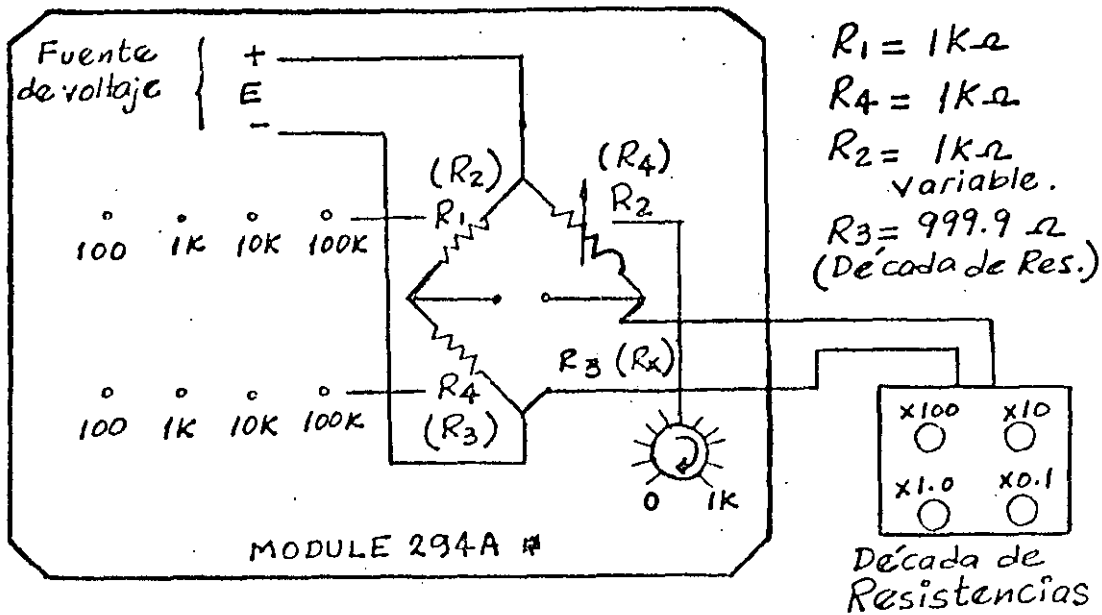 Fuente
de voltaje
+
E
-
(R2)
R1
(R4)
R2
100 1K 10K 100K
R3 (Rx)
R4
(R3)
100 1K 10K 100K
0 1K
MODULE 294A
R1 = 1KΩ
R4 = 1KΩ
R2 = 1KΩ
variable.
R3 = 999.9 Ω
(Década de Res.)
x100 x10
x1.0 x0.1
Década de
Resistencias